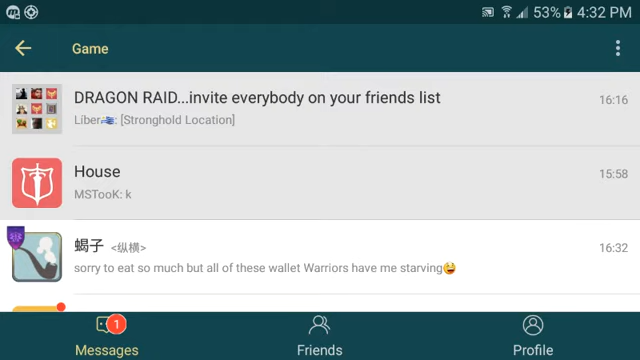 53% 4:32 PM
Game
DRAGON RAID...invite everybody on your friends list
16:16
Líber🇬🇷: [Stronghold Location]
House
15:58
MSTooK: k
蝎子 <纵横>
16:32
sorry to eat so much but all of these wallet Warriors have me starving😜
1
Messages
Friends
Profile